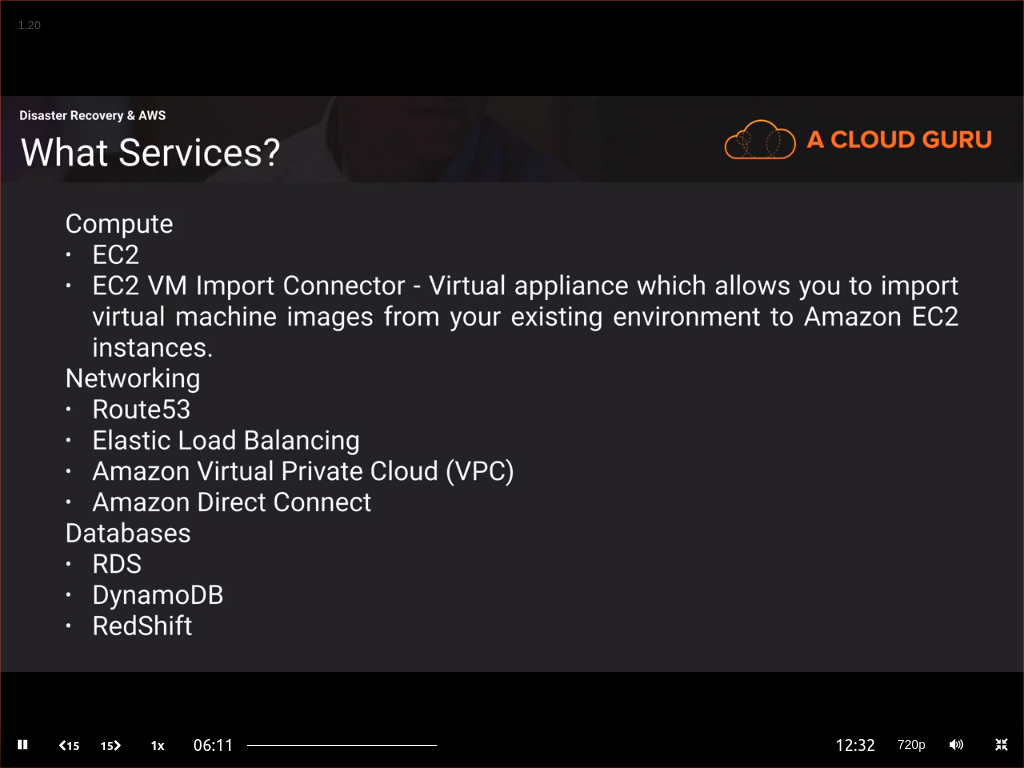 1.20
Disaster Recovery & AWS
What Services?
A CLOUD GURU
Compute
• EC2
• EC2 VM Import Connector - Virtual appliance which allows you to import
virtual machine images from your existing environment to Amazon EC2
instances.
Networking
• Route53
• Elastic Load Balancing
• Amazon Virtual Private Cloud (VPC)
• Amazon Direct Connect
Databases
• RDS
• DynamoDB
• RedShift
15 15 1x 06:11 12:32 720p